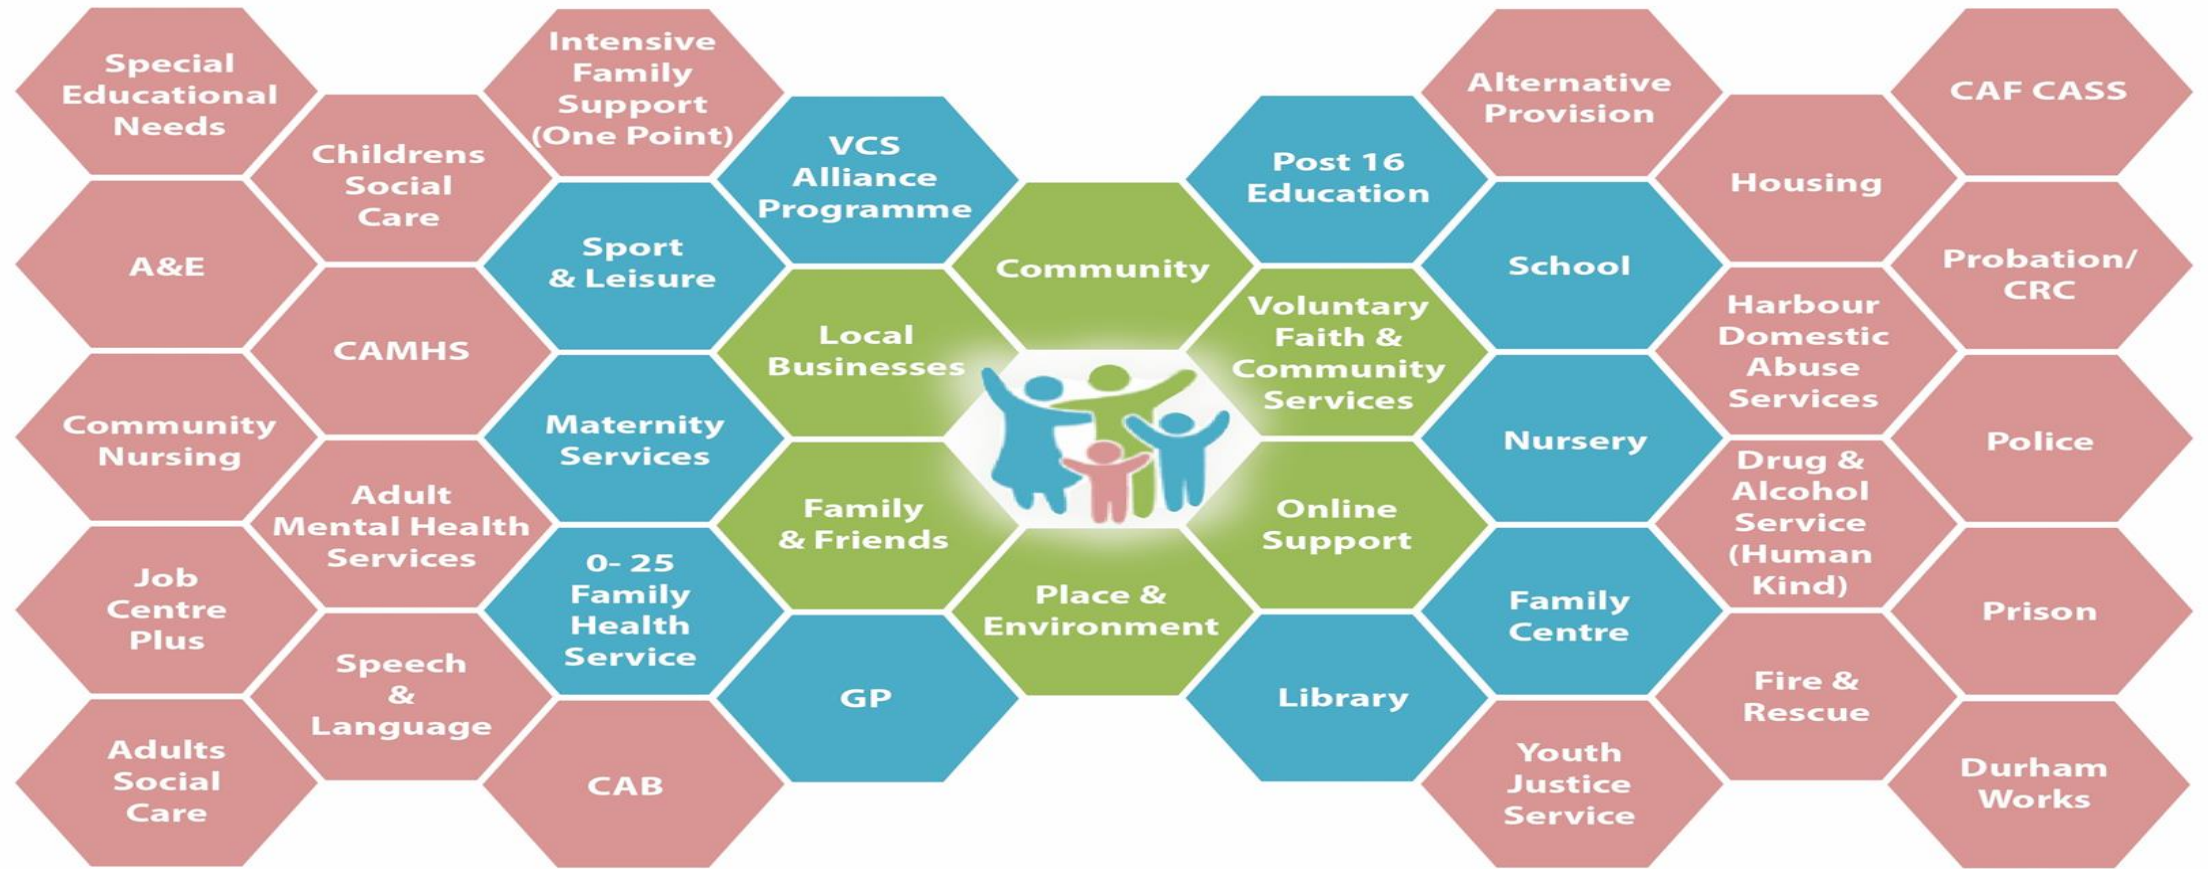 Special
Educational
Needs
A&E
Community
Nursing
Job
Centre
Plus
Adults
Social
Care
Childrens
Social
Care
CAMHS
Adult
Mental Health
Services
Speech
&
Language
Intensive
Family
Support
(One Point)
Sport
& Leisure
Maternity
Services
0- 25
Family
Health
Service
CAB
VCS
Alliance
Programme
Local
Businesses
Family
& Friends
GP
Community
Place &
Environment
Post 16
Education
Voluntary
Faith &
Community
Services
Online
Support
Library
Alternative
Provision
School
Nursery
Family
Centre
Youth
Justice
Service
Housing
Harbour
Domestic
Abuse
Services
Drug &
Alcohol
Service
(Human
Kind)
Fire &
Rescue
CAF CASS
Probation/
CRC
Police
Prison
Durham
Works